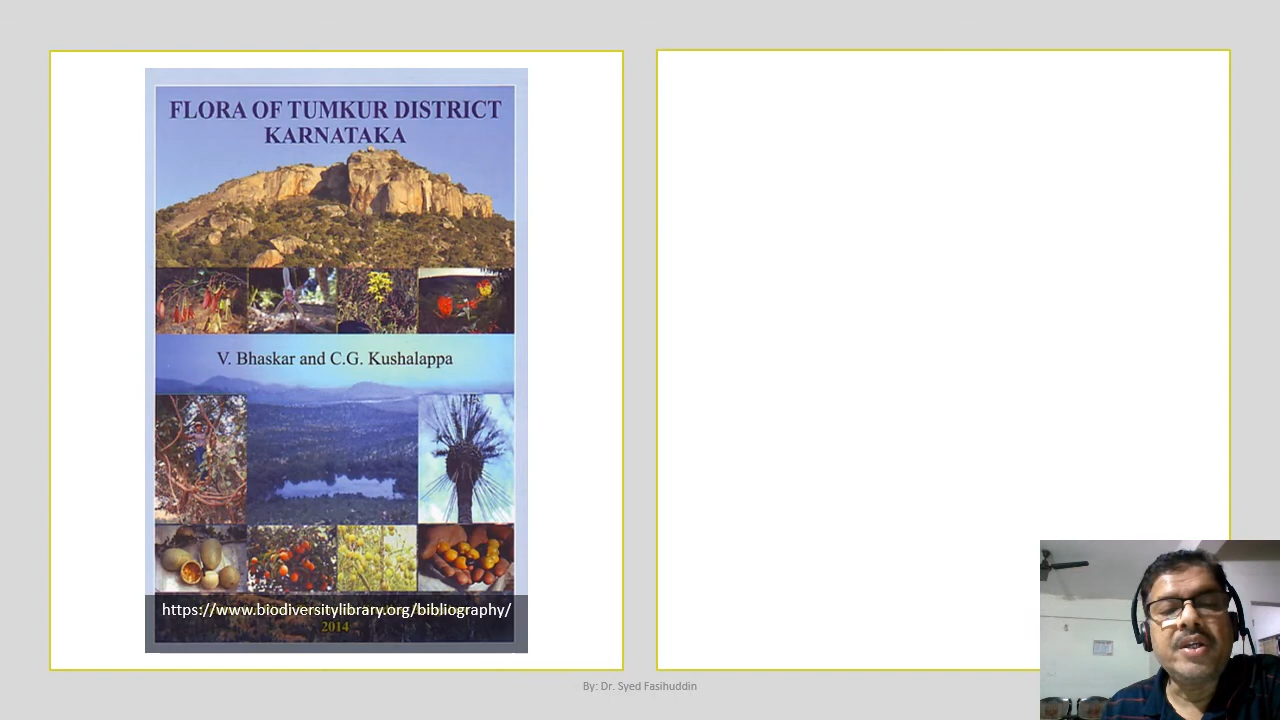 FLORA OF TUMKUR DISTRICT
KARNATAKA
V. Bhaskar and C.G. Kushalappa
https://www.biodiversitylibrary.org/bibliography/
2014
By: Dr. Syed Fasihuddin